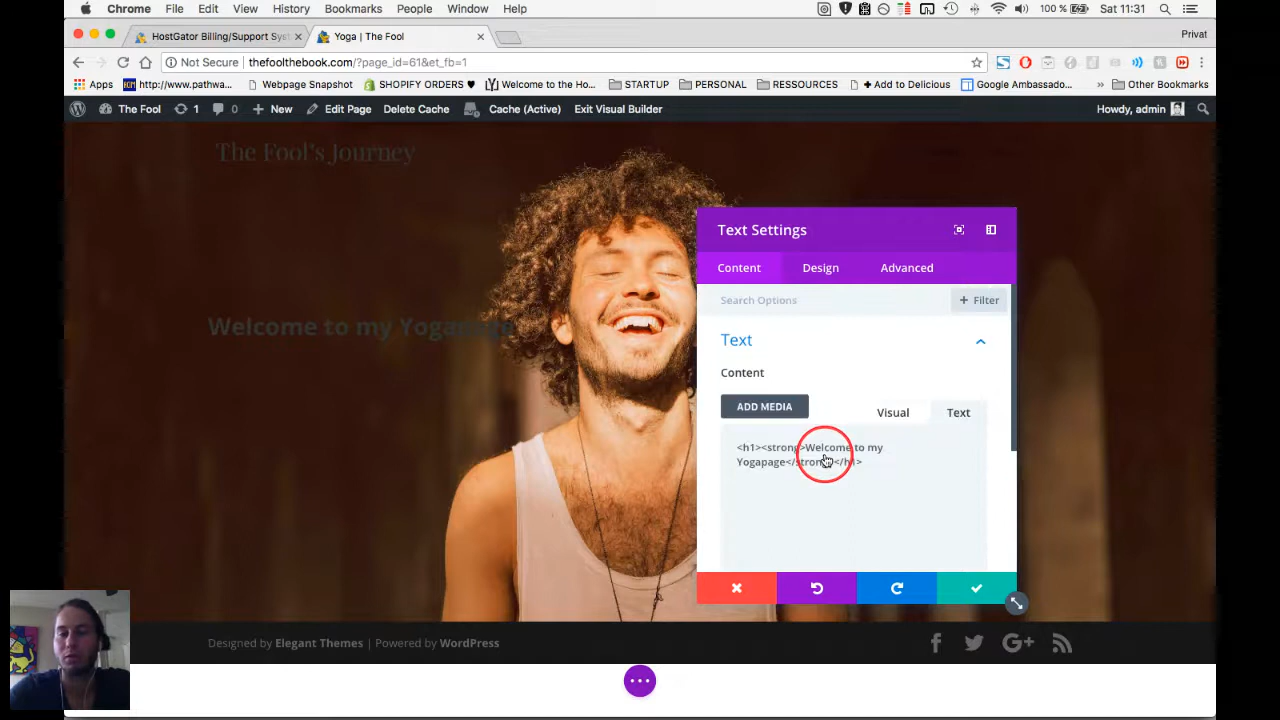 Chrome File Edit View History Bookmarks People Window Help 100 % Sat 11:31
HostGator Billing/Support Sys Yoga | The Fool Privat
Not Secure thefoolthebook.com/?page_id=61&et_fb=1
Apps http://www.pathwa... Webpage Snapshot SHOPIFY ORDERS ♥ Welcome to the Ho... STARTUP PERSONAL RESSOURCES + Add to Delicious Google Ambassado... » Other Bookmarks
The Fool 1 0 + New Edit Page Delete Cache Cache (Active) Exit Visual Builder Howdy, admin
The Fool's Journey
Welcome to my Yogapage
Text Settings
Content Design Advanced
Search Options + Filter
Text
Content
ADD MEDIA Visual Text
<h1><strong>Welcome to my
Yogapage</strong></h1>
Designed by Elegant Themes | Powered by WordPress